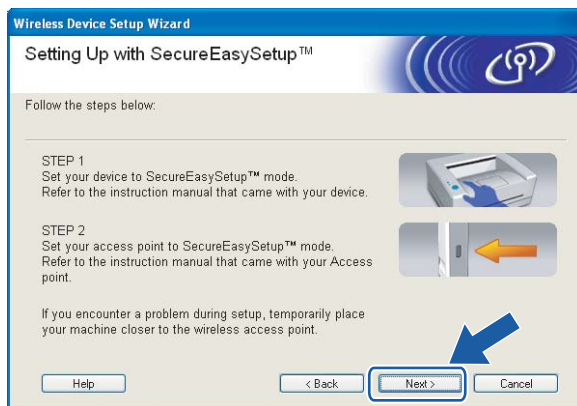 Wireless Device Setup Wizard
Setting Up with SecureEasySetup™
Follow the steps below:
STEP 1
Set your device to SecureEasySetup™ mode.
Refer to the instruction manual that came with your device.
STEP 2
Set your access point to SecureEasySetup™ mode.
Refer to the instruction manual that came with your Access
point.
If you encounter a problem during setup, temporarily place
your machine closer to the wireless access point.
Help
< Back
Next >
Cancel